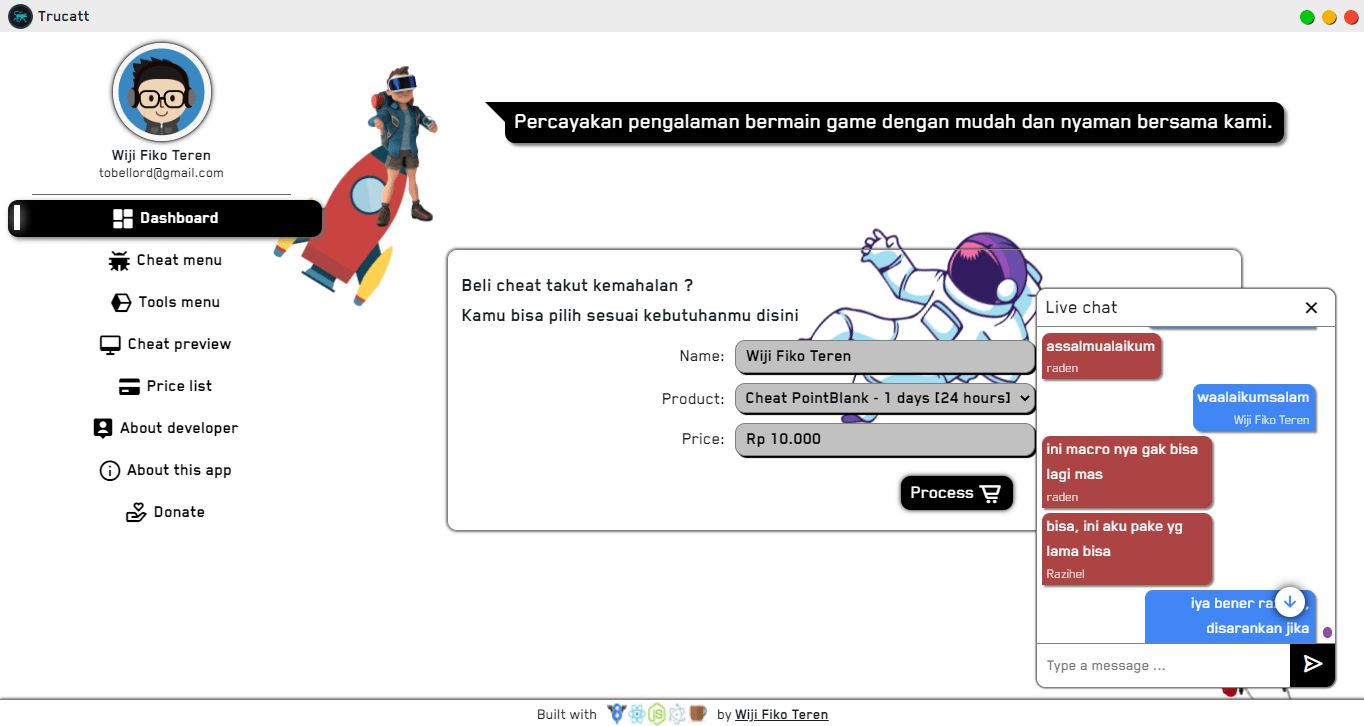 Trucatt
Wiji Fiko Teren
tobellord@gmail.com
Dashboard
Cheat menu
Tools menu
Cheat preview
Price list
About developer
About this app
Donate
Percayakan pengalaman bermain game dengan mudah dan nyaman bersama kami.
Beli cheat takut kemahalan ?
Kamu bisa pilih sesuai kebutuhanmu disini
Name: Wiji Fiko Teren
Product: Cheat PointBlank - 1 days [24 hours]
Price: Rp 10.000
Process
Live chat
assalmualaikum
raden
waalaikumsalam
Wiji Fiko Teren
ini macro nya gak bisa
lagi mas
raden
bisa, ini aku pake yg
lama bisa
Razihel
iya bener
disarankan jika
Type a message ...
Built with JS by Wiji Fiko Teren